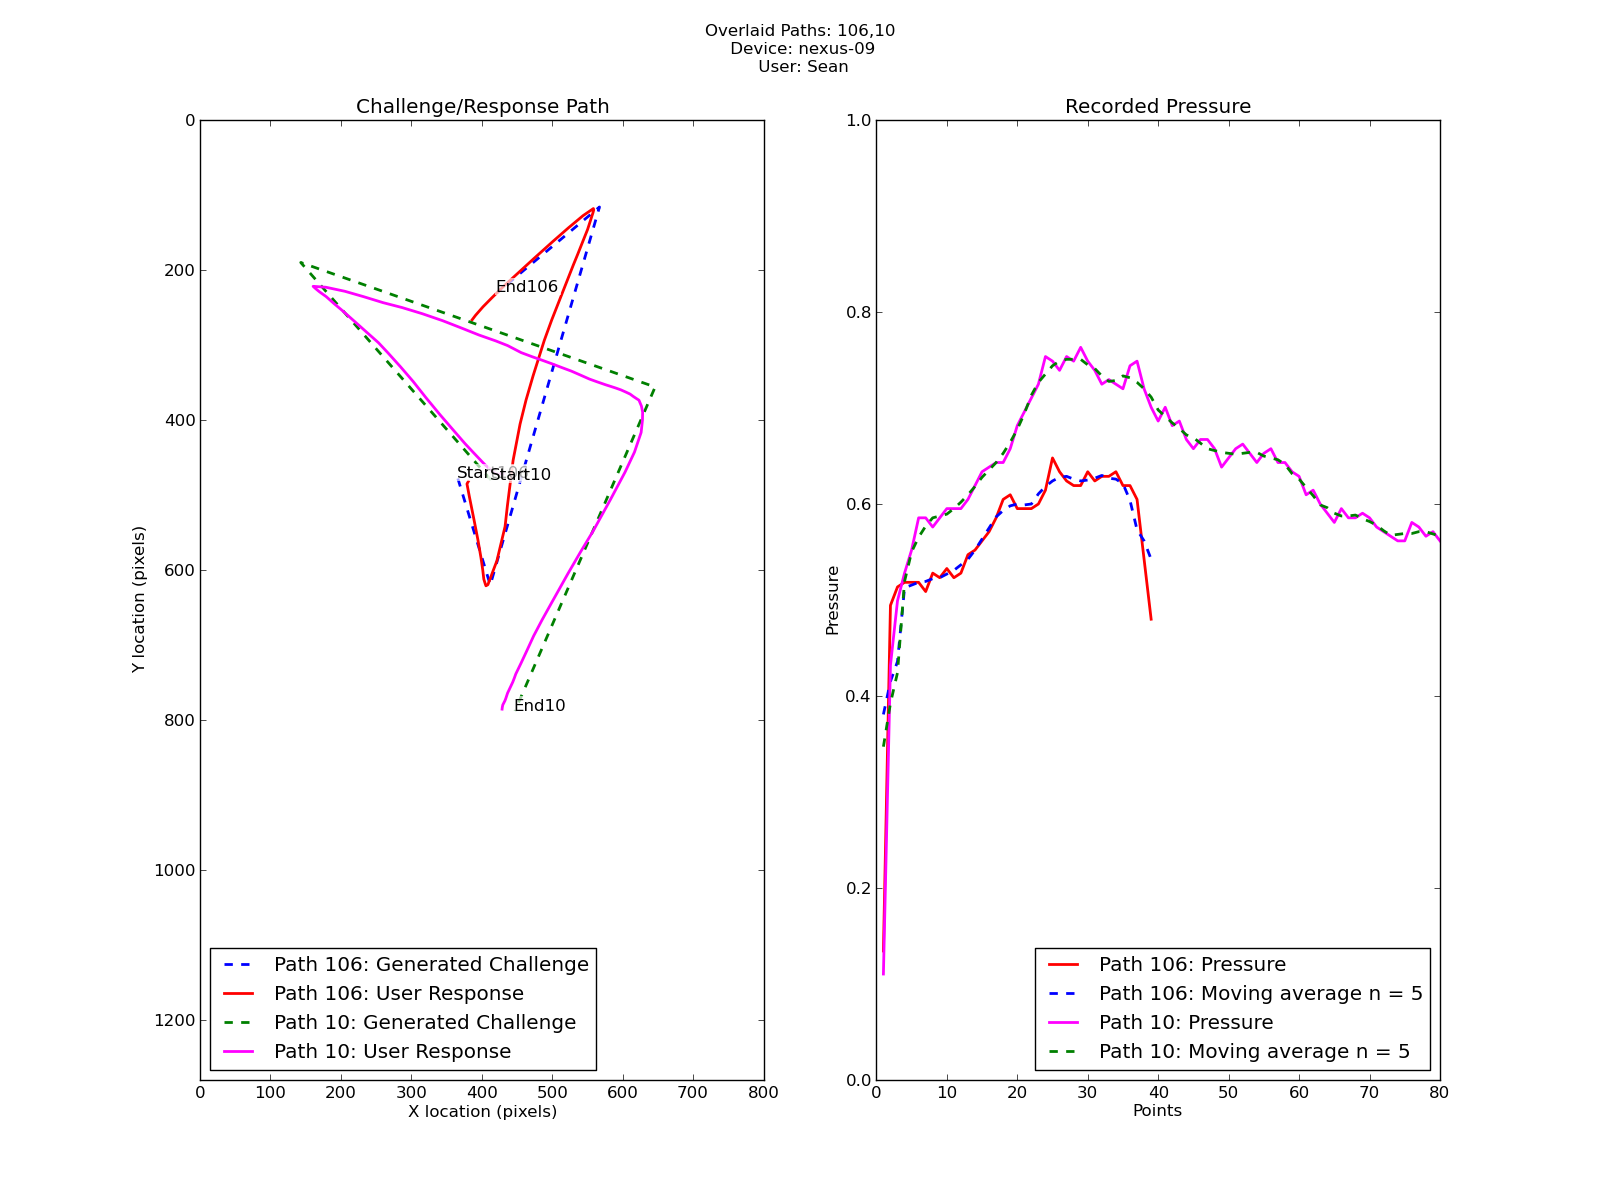 Overlaid Paths: 106,10
Device: nexus-09
User: Sean
Challenge/Response Path
0
200
400
600
800
1000
1200
Y location (pixels)
End106
Start10
End10
Path 106: Generated Challenge
Path 106: User Response
Path 10: Generated Challenge
Path 10: User Response
0 100 200 300 400 500 600 700 800
X location (pixels)
Recorded Pressure
1.0
0.8
0.6
0.4
0.2
0.0
Pressure
Path 106: Pressure
Path 106: Moving average n = 5
Path 10: Pressure
Path 10: Moving average n = 5
0 10 20 30 40 50 60 70 80
Points